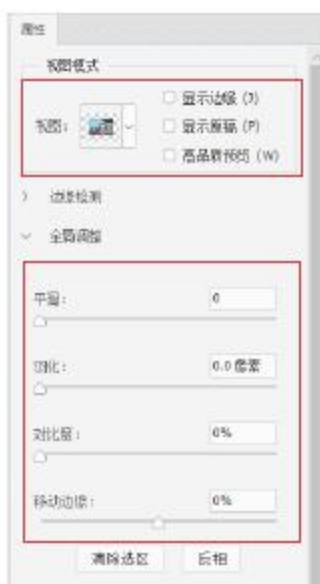 属性
视图模式
视图：
显示边缘 (J)
显示原稿 (P)
高品质预览 (W)
边缘检测
全局调整
平滑：
0
羽化：
0.0 像素
对比度：
0%
移动边缘：
0%
清除选区
反相